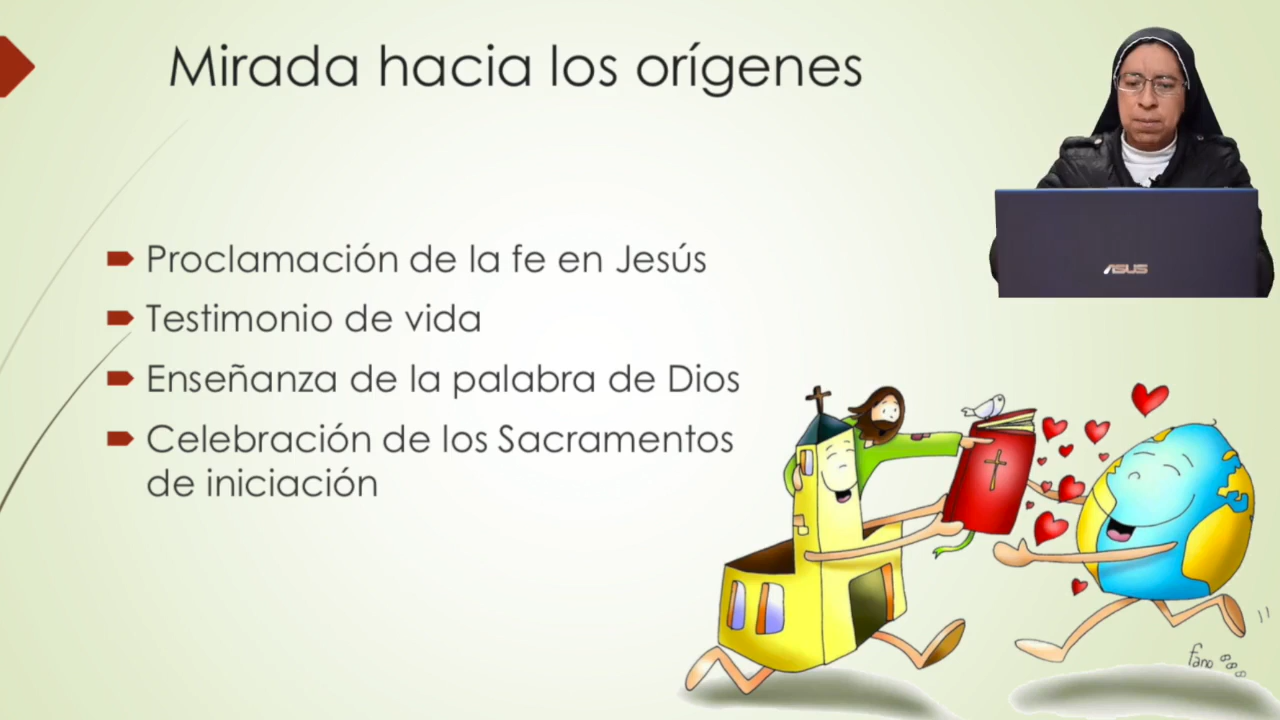 Mirada hacia los orígenes
Proclamación de la fe en Jesús
Testimonio de vida
Enseñanza de la palabra de Dios
Celebración de los Sacramentos
de iniciación
ASUS
fano